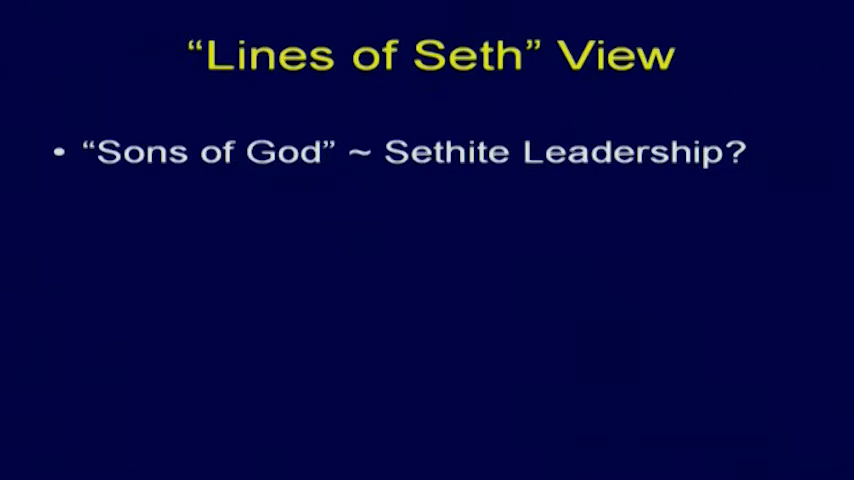 “Lines of Seth” View
• “Sons of God” ~ Sethite Leadership?